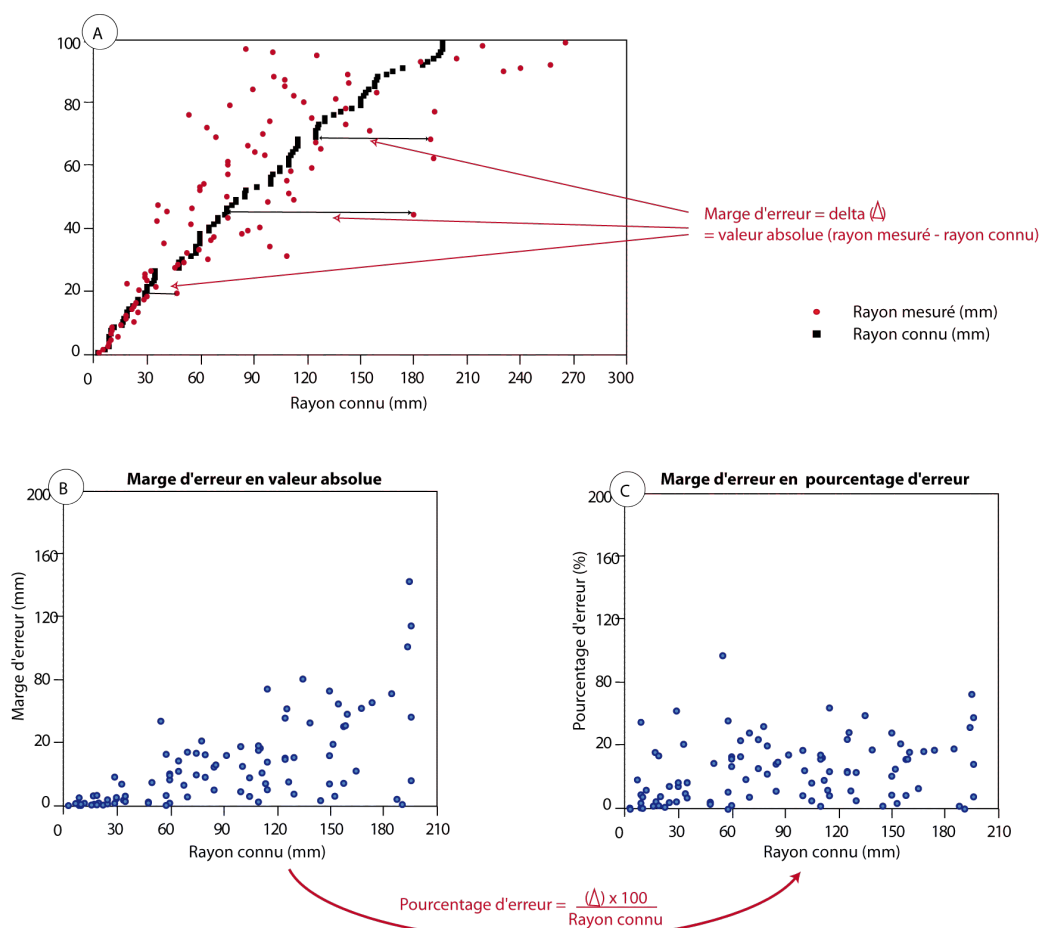 A
100
80
60
40
20
0
0 30 60 90 120 150 180 210 240 270 300
Rayon connu (mm)
Marge d'erreur = delta (Δ)
= valeur absolue (rayon mesuré - rayon connu)
Rayon mesuré (mm)
Rayon connu (mm)
B
Marge d'erreur en valeur absolue
200
160
120
80
20
0
Marge d'erreur (mm)
0 30 60 90 120 150 180 210
Rayon connu (mm)
C
Marge d'erreur en pourcentage d'erreur
200
160
120
80
20
0
Pourcentage d'erreur (%)
0 30 60 90 120 150 180 210
Rayon connu (mm)
Pourcentage d'erreur = (Δ) x 100
Rayon connu